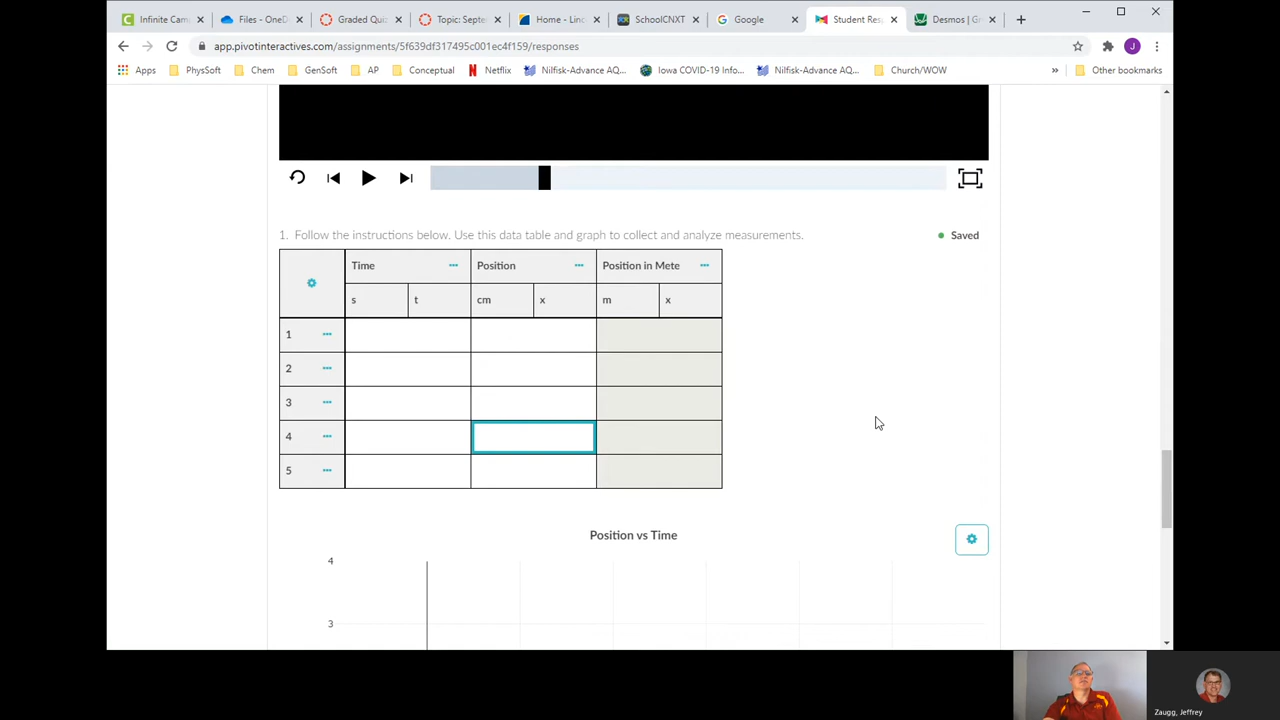 Infinite Cam
Files - OneD
Graded Quiz
Topic: Septe
Home - Linc
SchoolCNXT
Google
Student Res
Desmos | Gr
app.pivotinteractives.com/assignments/5f639df317495c001ec4f159/responses
J
Apps
PhysSoft
Chem
GenSoft
AP
Conceptual
Netflix
Nilfisk-Advance AQ...
Iowa COVID-19 Info...
Nilfisk-Advance AQ...
Church/WOW
»
Other bookmarks
1. Follow the instructions below. Use this data table and graph to collect and analyze measurements.
Saved
Time ... Position ... Position in Mete ...
s t cm x m x
1 ...
2 ...
3 ...
4 ...
5 ...
Position vs Time
4
3
Zaugg, Jeffrey